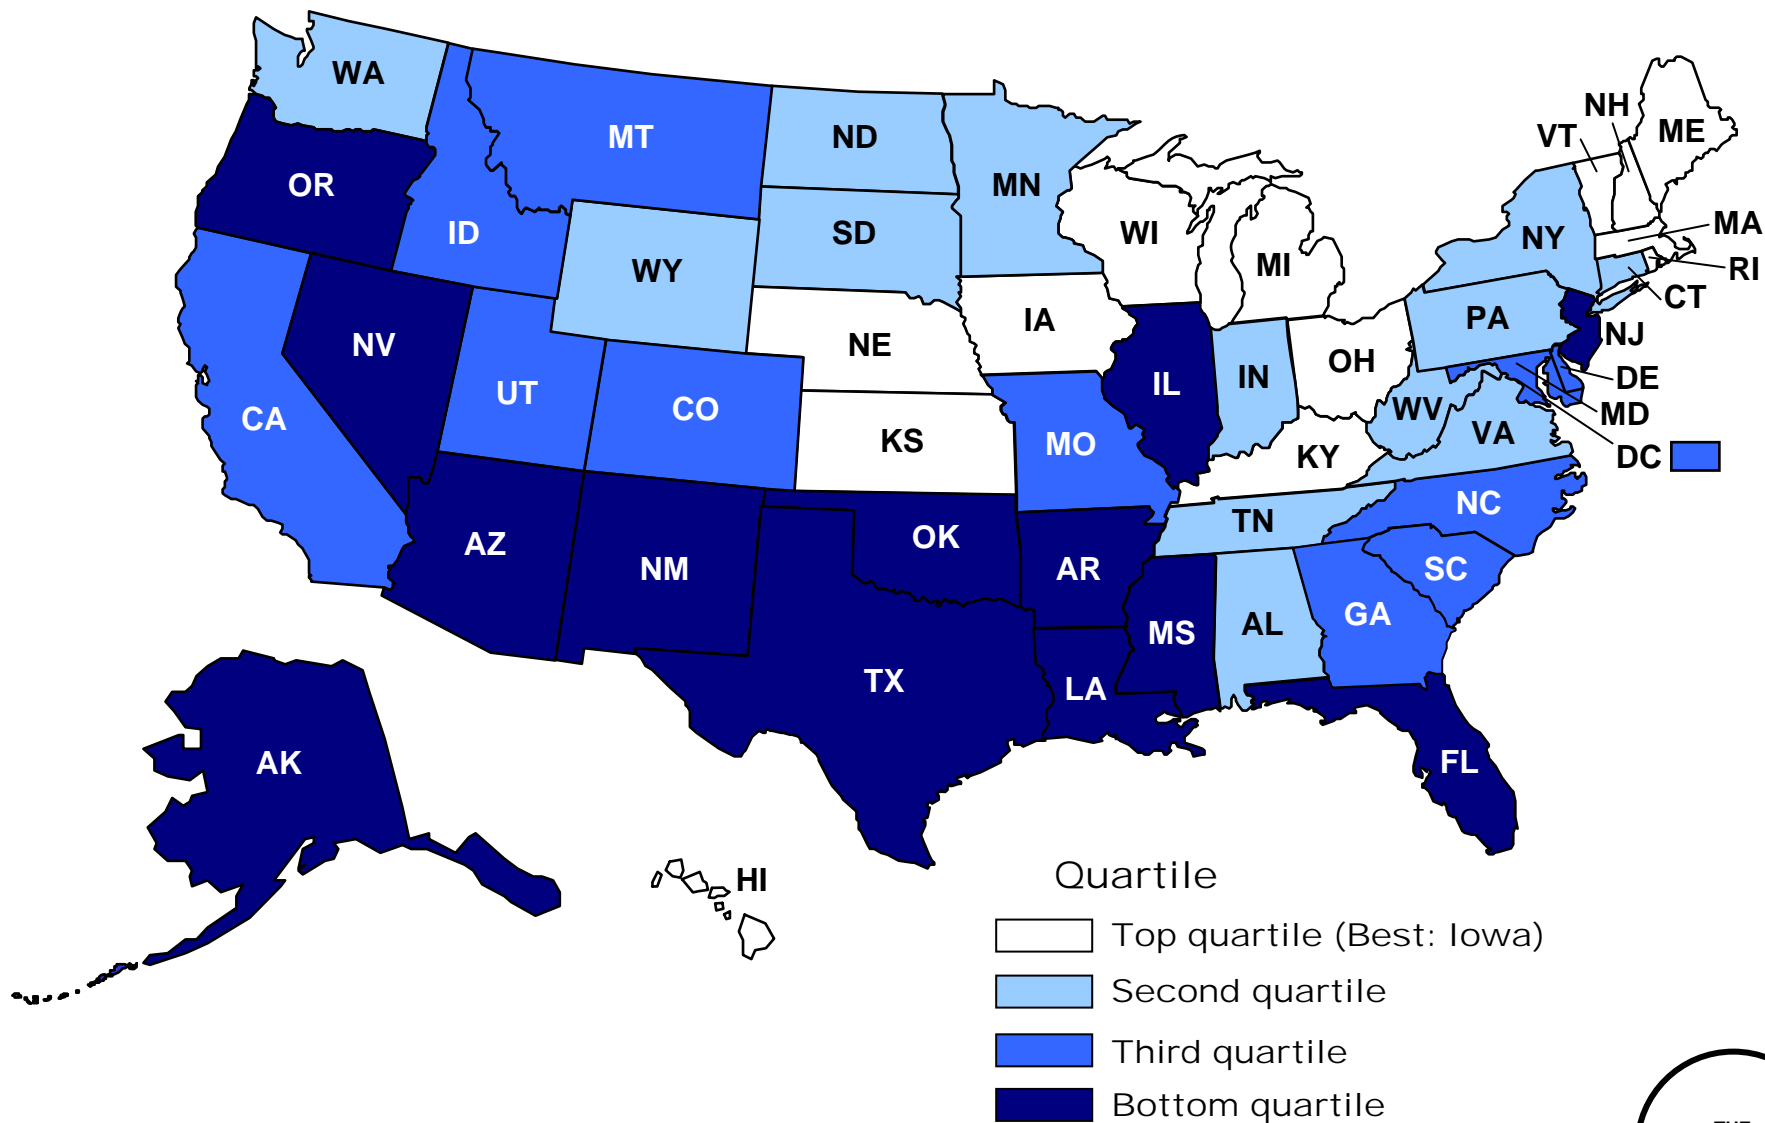 WA
MT
ND
MN
NH
VT
ME
OR
ID
SD
WI
MI
NY
MA
RI
CT
WY
IA
NE
PA
NJ
NV
UT
CO
CA
KS
MO
IL
IN
OH
DE
MD
WV
VA
DC
KY
NC
TN
SC
AZ
NM
OK
AR
MS
AL
GA
TX
LA
FL
AK
HI
Quartile
Top quartile (Best: Iowa)
Second quartile
Third quartile
Bottom quartile